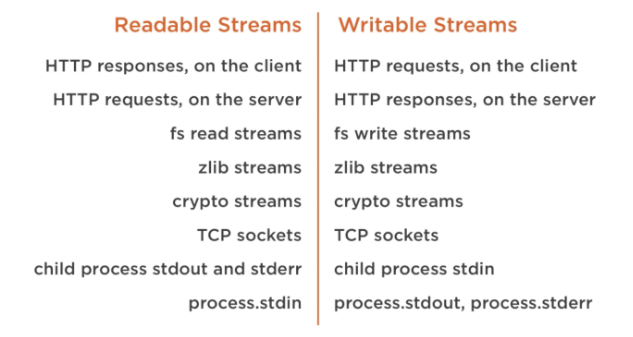 Readable Streams
HTTP responses, on the client
HTTP requests, on the server
fs read streams
zlib streams
crypto streams
TCP sockets
child process stdout and stderr
process.stdin
Writable Streams
HTTP requests, on the client
HTTP responses, on the server
fs write streams
zlib streams
crypto streams
TCP sockets
child process stdin
process.stdout, process.stderr